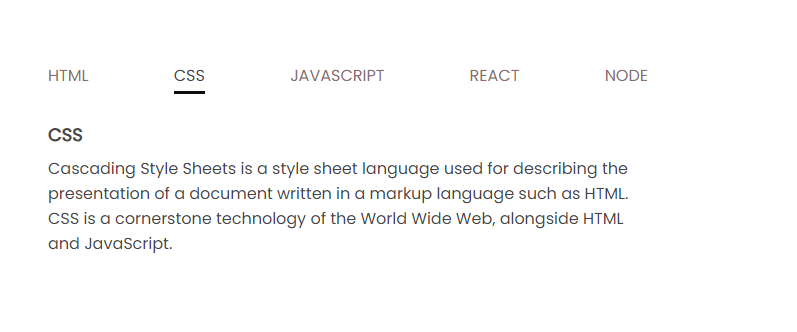 HTML CSS JAVASCRIPT REACT NODE
CSS
Cascading Style Sheets is a style sheet language used for describing the
presentation of a document written in a markup language such as HTML.
CSS is a cornerstone technology of the World Wide Web, alongside HTML
and JavaScript.